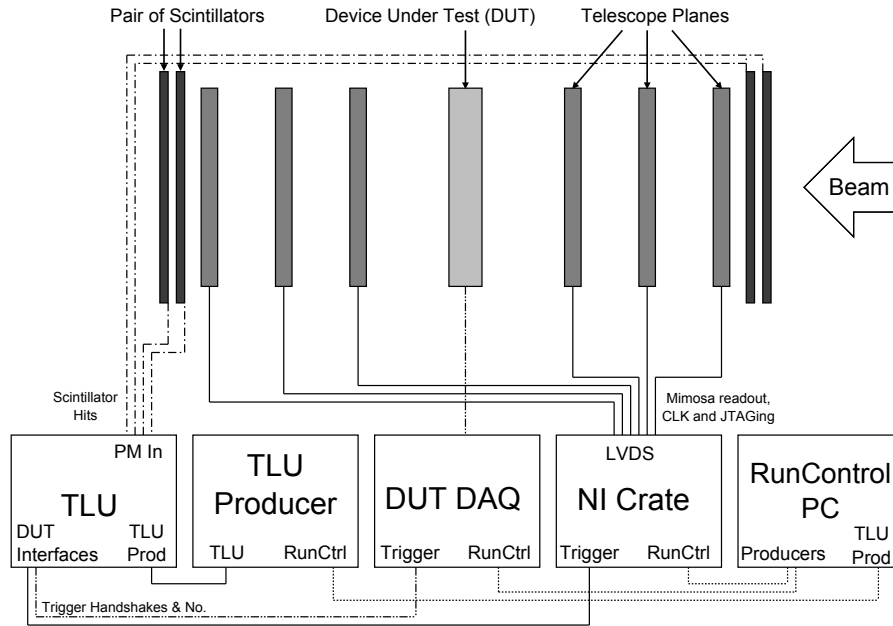 Pair of Scintillators
Device Under Test (DUT)
Telescope Planes
Beam
Scintillator
Hits
Mimosa readout,
CLK and JTAGing
PM In
TLU
DUT
Interfaces
TLU
Prod
TLU
Producer
TLU
RunCtrl
DUT DAQ
Trigger
RunCtrl
LVDS
NI Crate
Trigger
RunCtrl
RunControl
PC
Producers
TLU
Prod
Trigger Handshakes & No.